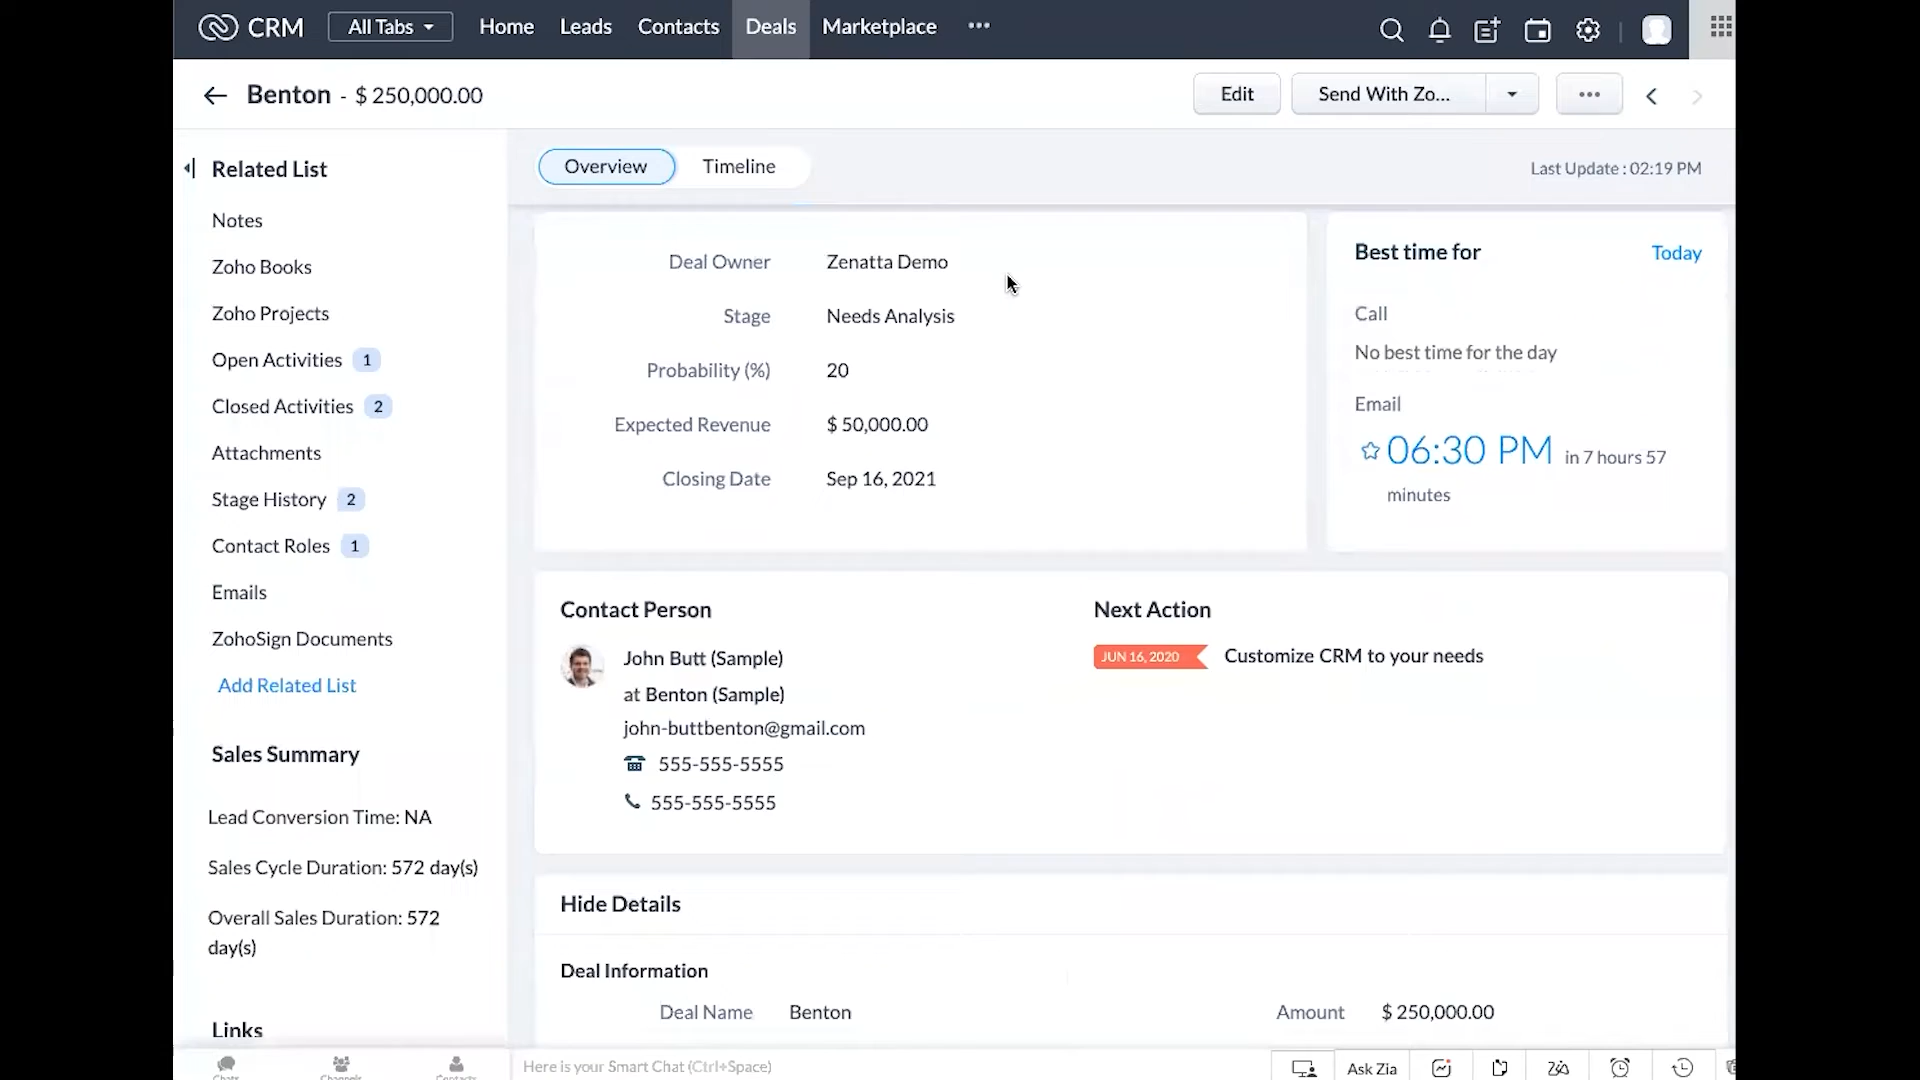 CRM All Tabs Home Leads Contacts Deals Marketplace •••
Benton - $ 250,000.00 Edit Send With Zo... •••
Related List
Notes
Zoho Books
Zoho Projects
Open Activities 1
Closed Activities 2
Attachments
Stage History 2
Contact Roles 1
Emails
ZohoSign Documents
Add Related List
Sales Summary
Lead Conversion Time: NA
Sales Cycle Duration: 572 day(s)
Overall Sales Duration: 572
day(s)
Links
Overview Timeline Last Update : 02:19 PM
Deal Owner Zenatta Demo
Stage Needs Analysis
Probability (%) 20
Expected Revenue $ 50,000.00
Closing Date Sep 16, 2021
Best time for Today
Call
No best time for the day
Email
06:30 PM in 7 hours 57
minutes
Contact Person
John Butt (Sample)
at Benton (Sample)
john-buttbenton@gmail.com
555-555-5555
555-555-5555
Next Action
JUN 16, 2020 Customize CRM to your needs
Hide Details
Deal Information
Deal Name Benton Amount $ 250,000.00
Here is your Smart Chat (Ctrl+Space) Ask Zia